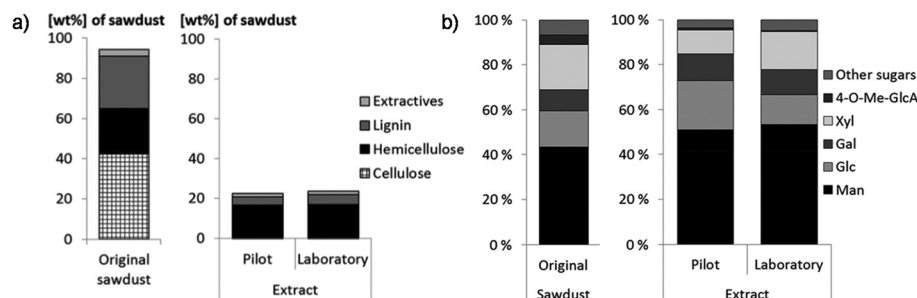 a)
[wt%] of sawdust
[wt%] of sawdust
100
80
60
40
20
0
Original
sawdust
100
80
60
40
20
0
Pilot
Laboratory
Extract
Extractives
Lignin
Hemicellulose
Cellulose
b)
100 %
80 %
60 %
40 %
20 %
0 %
Original
Sawdust
100 %
80 %
60 %
40 %
20 %
0 %
Pilot
Laboratory
Extract
Other sugars
4-O-Me-GlcA
Xyl
Gal
Glc
Man